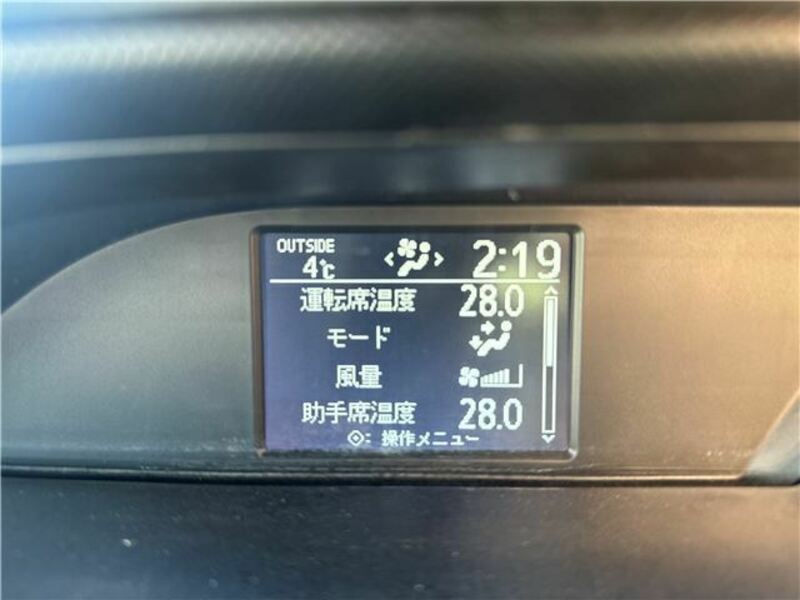 OUTSIDE 2:19
4℃
運転席温度 28.0
モード
風量
助手席温度 28.0
: 操作メニュー